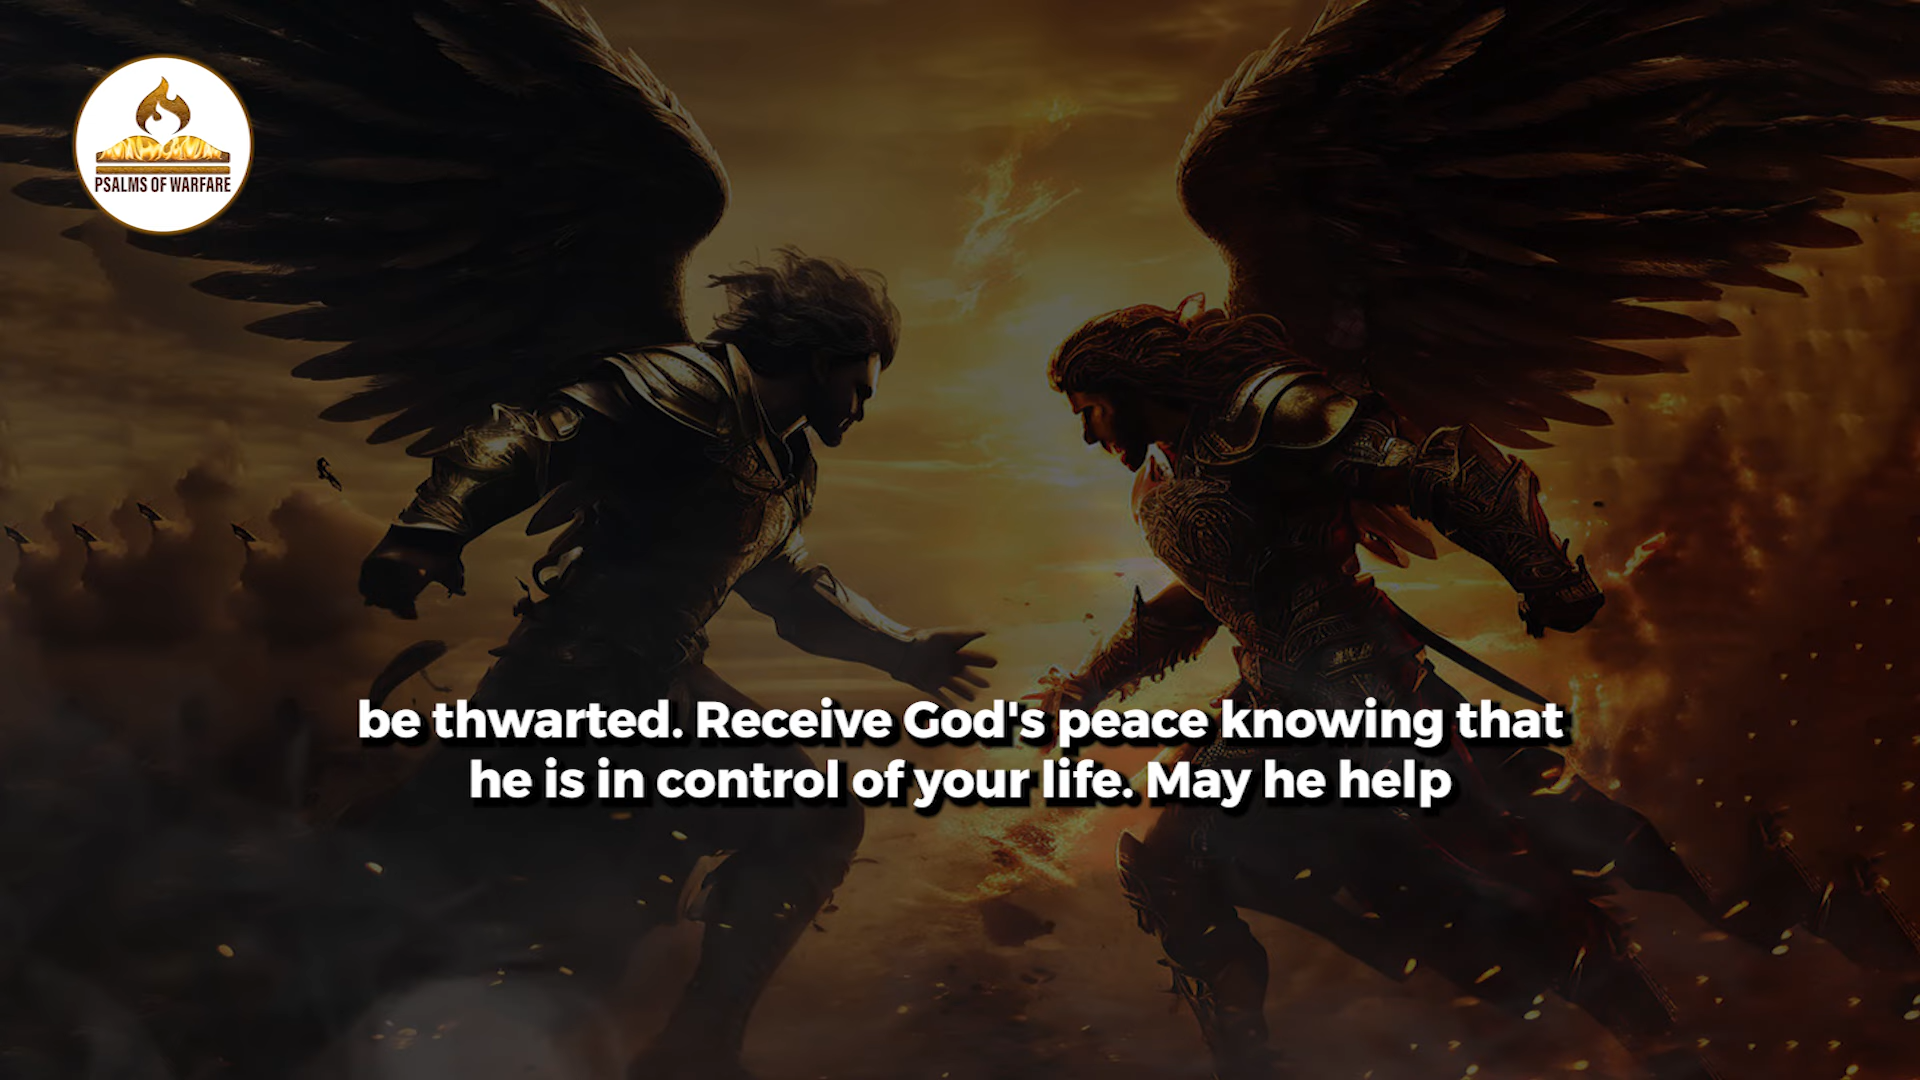 PSALMS OF WARFARE
be thwarted. Receive God's peace knowing that
he is in control of your life. May he help